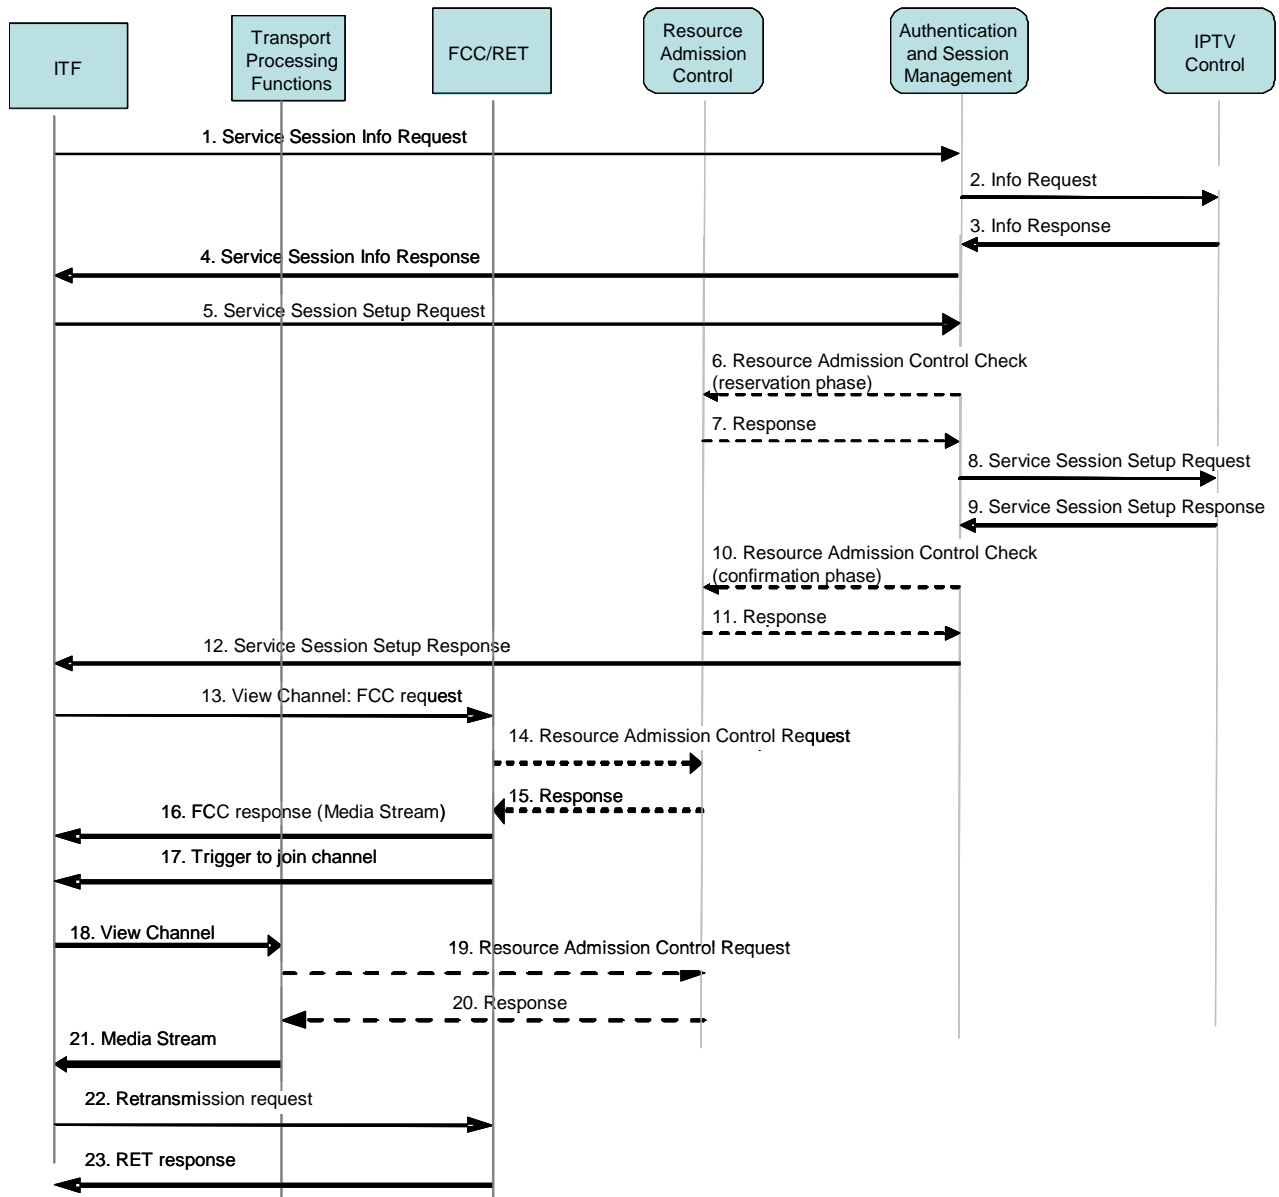 ITF
Transport
Processing
Functions
FCC/RET
Resource
Admission
Control
Authentication
and Session
Management
IPTV
Control
1. Service Session Info Request
2. Info Request
3. Info Response
4. Service Session Info Response
5. Service Session Setup Request
6. Resource Admission Control Check
(reservation phase)
7. Response
8. Service Session Setup Request
9. Service Session Setup Response
10. Resource Admission Control Check
(confirmation phase)
11. Response
12. Service Session Setup Response
13. View Channel: FCC request
14. Resource Admission Control Request
15. Response
16. FCC response (Media Stream)
17. Trigger to join channel
18. View Channel
19. Resource Admission Control Request
20. Response
21. Media Stream
22. Retransmission request
23. RET response